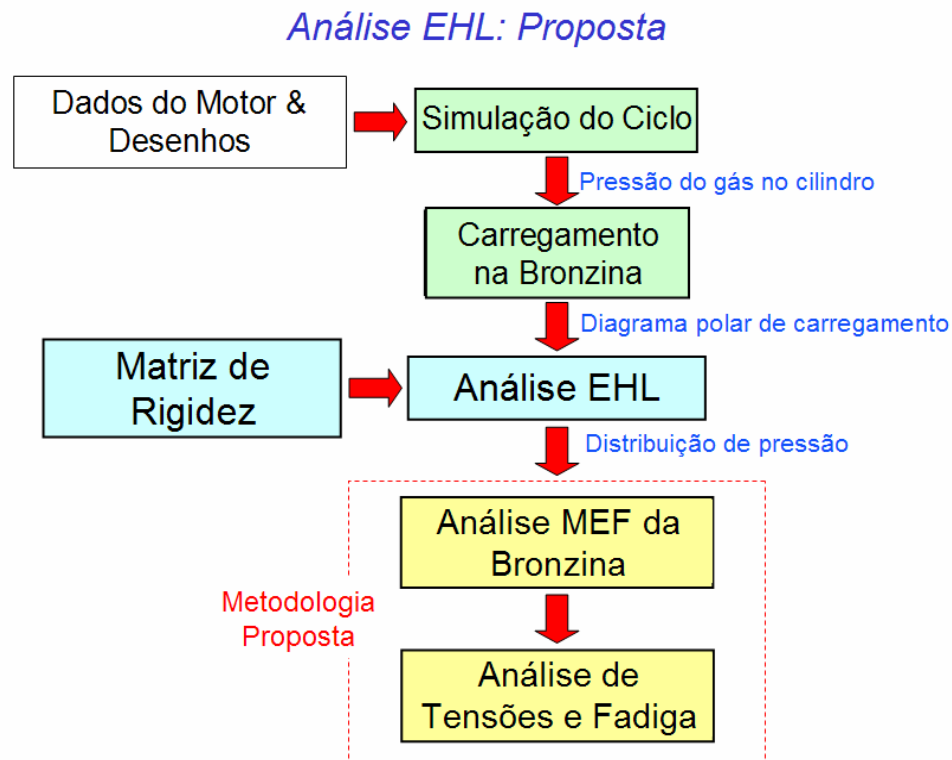 Análise EHL: Proposta
Dados do Motor &
Desenhos
Simulação do Ciclo
Pressão do gás no cilindro
Carregamento
na Bronzina
Diagrama polar de carregamento
Matriz de
Rigidez
Análise EHL
Distribuição de pressão
Análise MEF da
Bronzina
Metodologia
Proposta
Análise de
Tensões e Fadiga